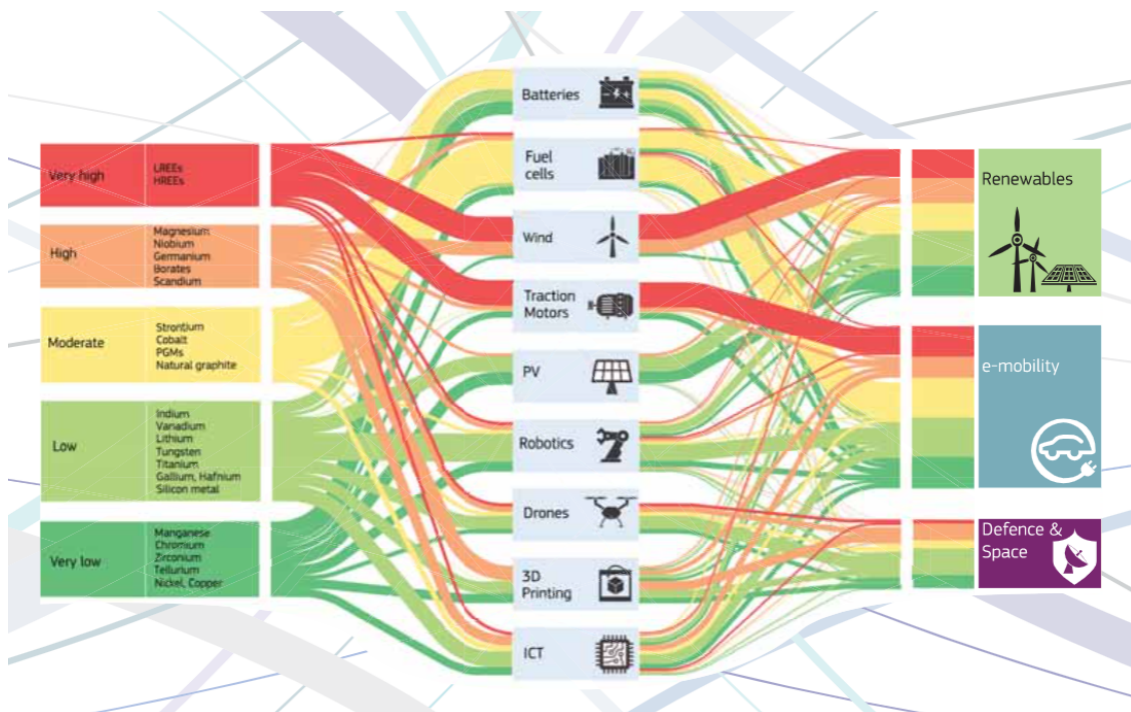 Very high
LREEs
HREEs
High
Magnesium
Niobium
Germanium
Borates
Scandium
Moderate
Strontium
Cobalt
PGMs
Natural graphite
Low
Indium
Vanadium
Lithium
Tungsten
Titanium
Gallium, Hafnium
Silicon metal
Very low
Manganese
Chromium
Zirconium
Tellurium
Nickel, Copper
Batteries
Fuel
cells
Wind
Traction
Motors
PV
Robotics
Drones
3D
Printing
ICT
Renewables
e-mobility
Defence &
Space